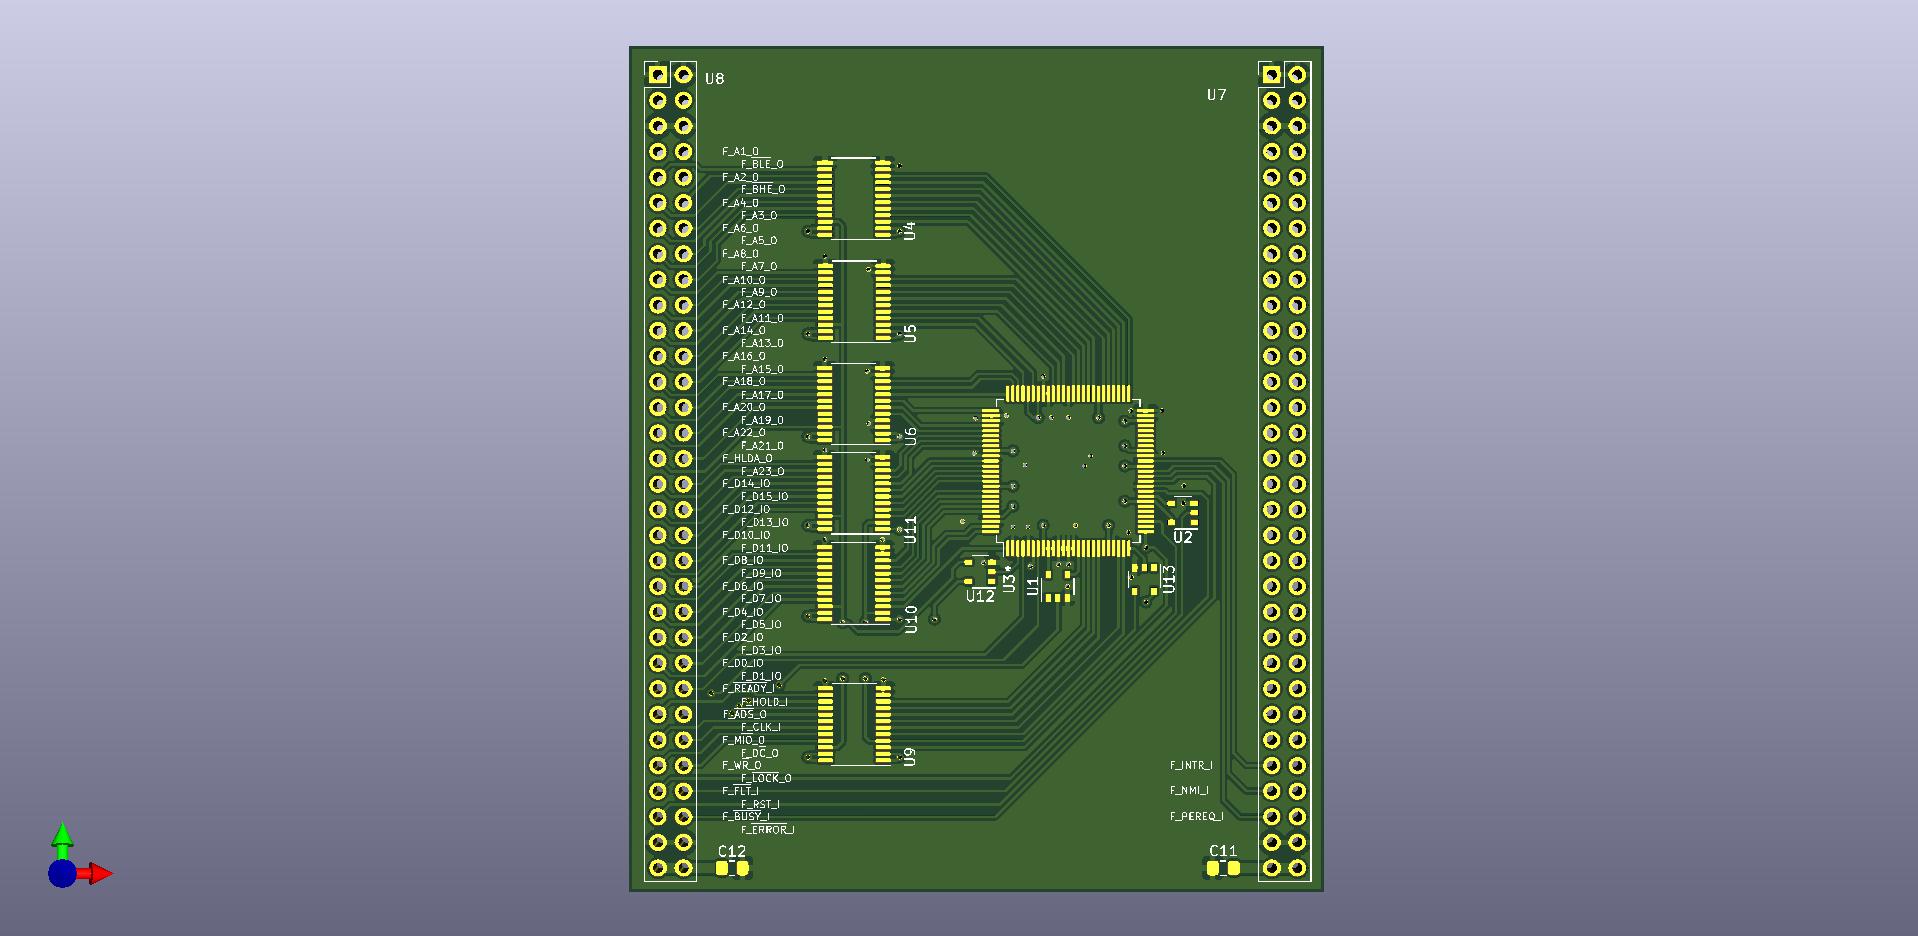 U8
U7
F_A1_O
F_BLE_O
F_A2_O
F_BHE_O
F_A4_O
F_A3_O
U4
F_A6_O
F_A5_O
F_A8_O
F_A7_O
F_A10_O
F_A9_O
F_A12_O
F_A11_O
U5
F_A14_O
F_A13_O
F_A16_O
F_A15_O
F_A18_O
F_A17_O
F_A20_O
F_A19_O
U6
F_A22_O
F_A21_O
F_HLDA_O
F_A23_O
F_D14_IO
F_D15_IO
F_D12_IO
F_D13_IO
U11
U2
F_D10_IO
F_D11_IO
F_D8_IO
F_D9_IO
U3*
U1
U13
F_D6_IO
U12
F_D7_IO
F_D4_IO
U10
F_D5_IO
F_D2_IO
F_D3_IO
F_D0_IO
F_D1_IO
F_READY_I
F_HOLD_I
F_ADS_O
F_CLK_I
F_MIO_O
F_DC_O
U9
F_WR_O
F_INTR_I
F_LOCK_O
F_FLT_I
F_NMI_I
F_RST_I
F_BUSY_I
F_PEREQ_I
F_ERROR_I
C12
C11